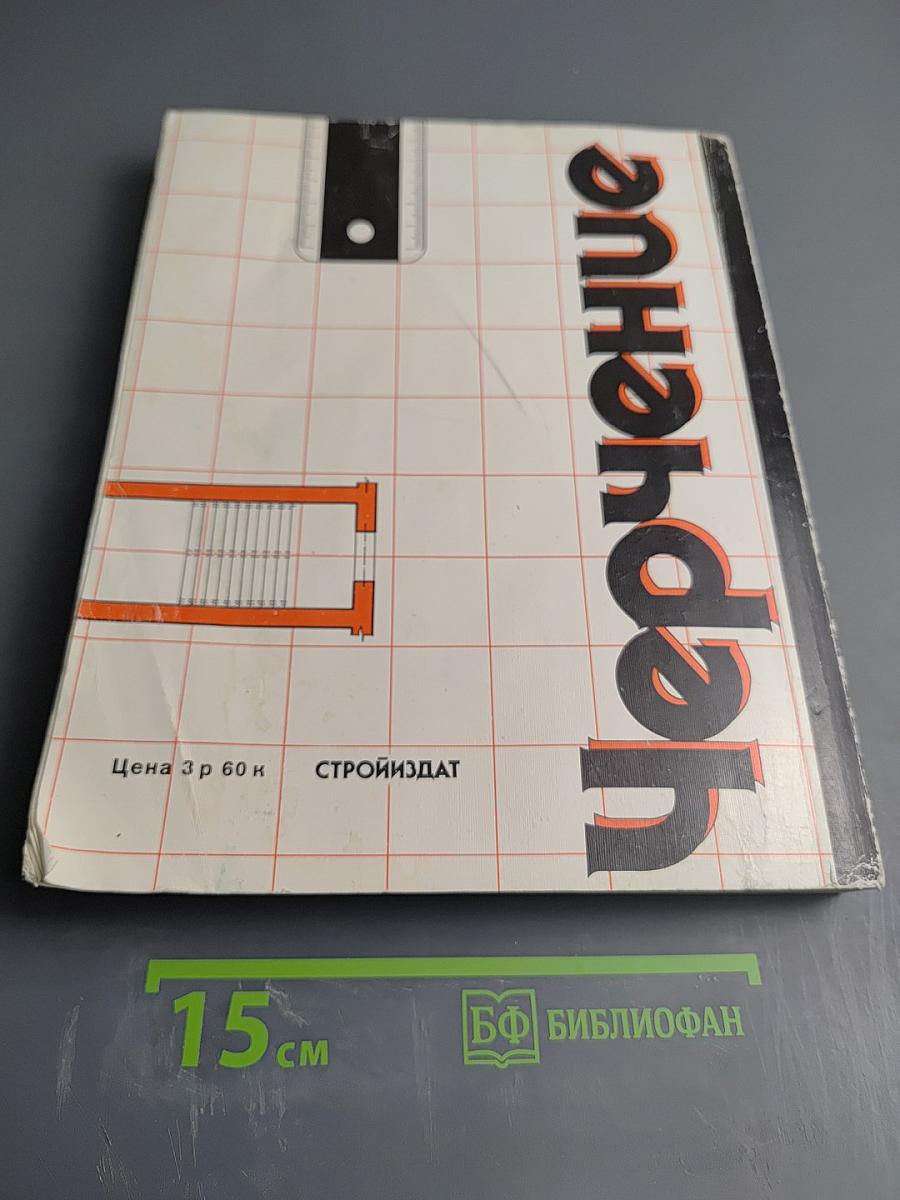 Черчение
Цена 3 р 60 к
СТРОЙИЗДАТ
15 см
БФ БИБЛИОФАН